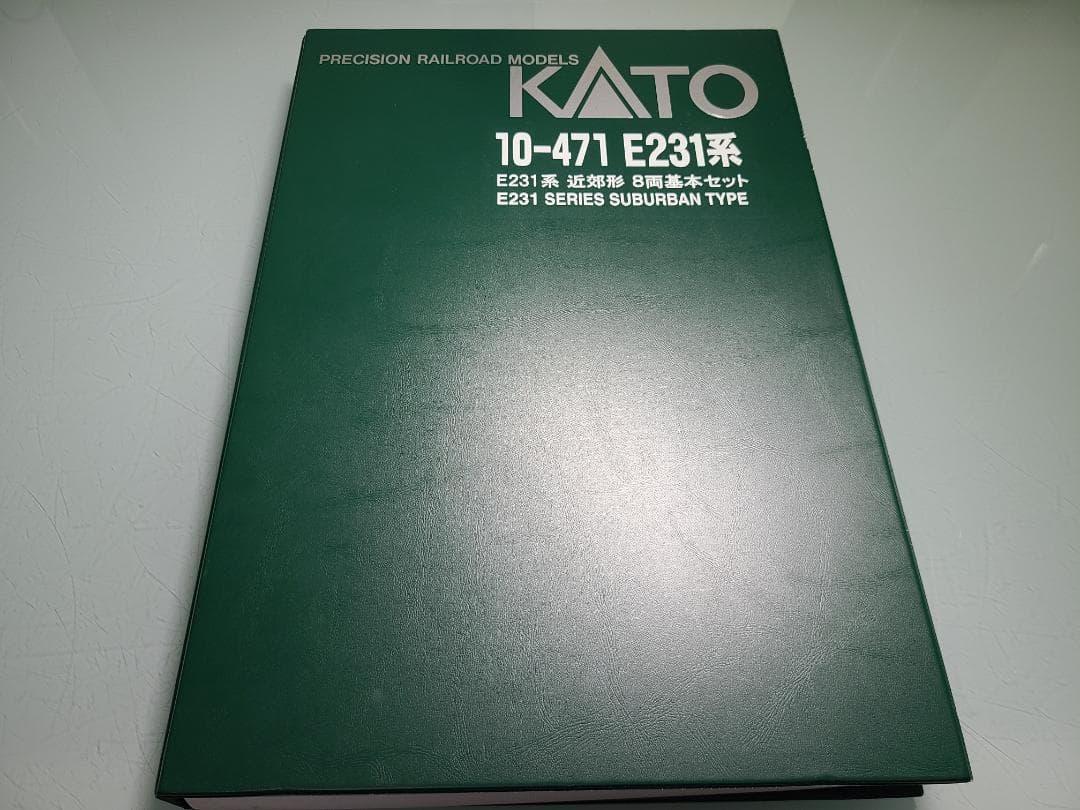 PRECISION RAILROAD MODELS
KATO
10-471 E231系
E231系 近郊形 8両基本セット
E231 SERIES SUBURBAN TYPE